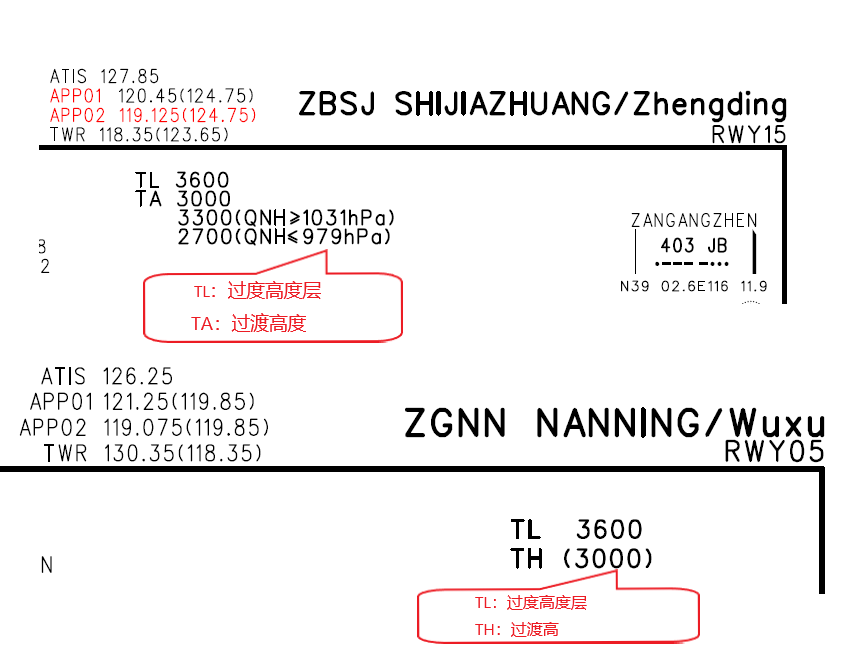 ATIS 127.85
APP01 120.45(124.75)
APP02 119.125(124.75)
TWR 118.35(123.65)
ZBSJ SHIJIAZHUANG/Zhengding
RWY15
TL 3600
TA 3000
3300(QNH≥1031hPa)
2700(QNH≤979hPa)
8
2
ZANGANGZHEN
403 JB
N39 02.6E116 11.9
TL：过度高度层
TA：过渡高度
ATIS 126.25
APP01 121.25(119.85)
APP02 119.075(119.85)
TWR 130.35(118.35)
ZGNN NANNING/Wuxu
RWY05
TL 3600
TH (3000)
N
TL：过度高度层
TH：过渡高